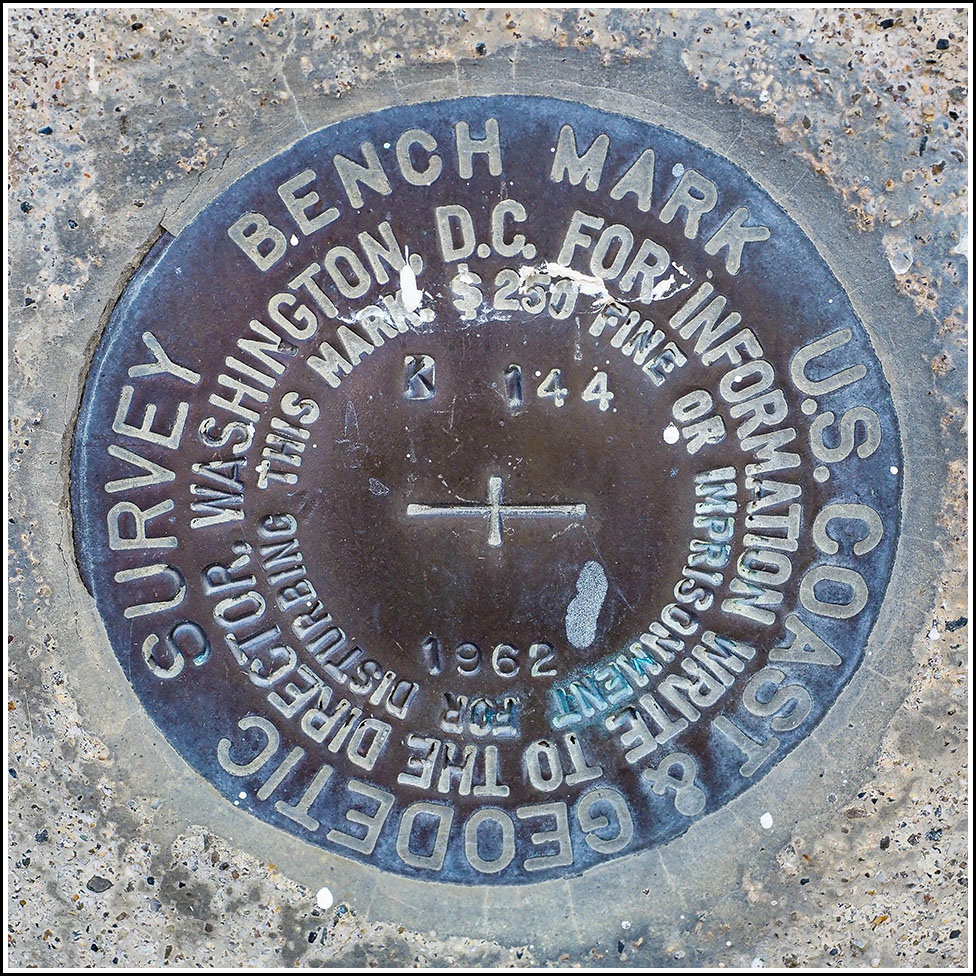 U.S. COAST & GEODETIC SURVEY
BENCH MARK
FOR INFORMATION WRITE TO THE DIRECTOR, WASHINGTON, D.C.
$250 FINE OR IMPRISONMENT FOR DISTURBING THIS MARK.
K 144
1962